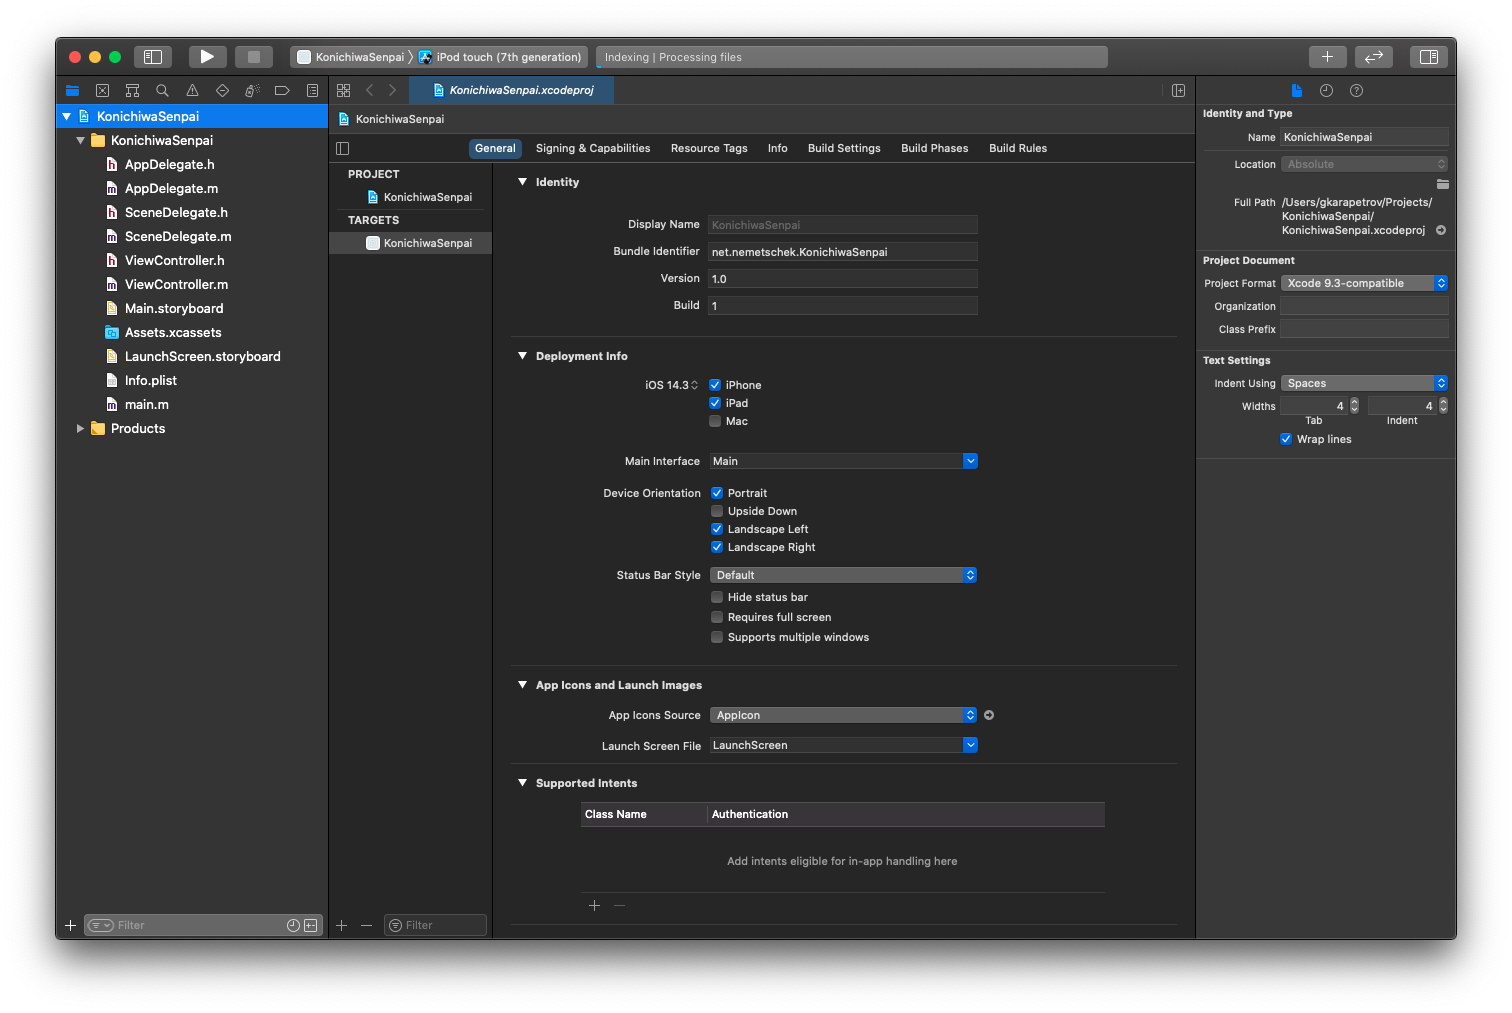 KonichiwaSenpai
iPod touch (7th generation)
Indexing | Processing files
KonichiwaSenpai
KonichiwaSenpai
AppDelegate.h
AppDelegate.m
SceneDelegate.h
SceneDelegate.m
ViewController.h
ViewController.m
Main.storyboard
Assets.xcassets
LaunchScreen.storyboard
Info.plist
main.m
Products
Filter
KonichiwaSenpai.xcodeproj
KonichiwaSenpai
General Signing & Capabilities Resource Tags Info Build Settings Build Phases Build Rules
PROJECT
KonichiwaSenpai
TARGETS
KonichiwaSenpai
Filter
Identity
Display Name KonichiwaSenpai
Bundle Identifier net.nemetschek.KonichiwaSenpai
Version 1.0
Build 1
Deployment Info
iOS 14.3 iPhone
iPad
Mac
Main Interface Main
Device Orientation Portrait
Upside Down
Landscape Left
Landscape Right
Status Bar Style Default
Hide status bar
Requires full screen
Supports multiple windows
App Icons and Launch Images
App Icons Source AppIcon
Launch Screen File LaunchScreen
Supported Intents
Class Name Authentication
Add intents eligible for in-app handling here
Identity and Type
Name KonichiwaSenpai
Location Absolute
Full Path /Users/gkarapetrov/Projects/
KonichiwaSenpai/
KonichiwaSenpai.xcodeproj
Project Document
Project Format Xcode 9.3-compatible
Organization
Class Prefix
Text Settings
Indent Using Spaces
Widths 4 4
Tab Indent
Wrap lines